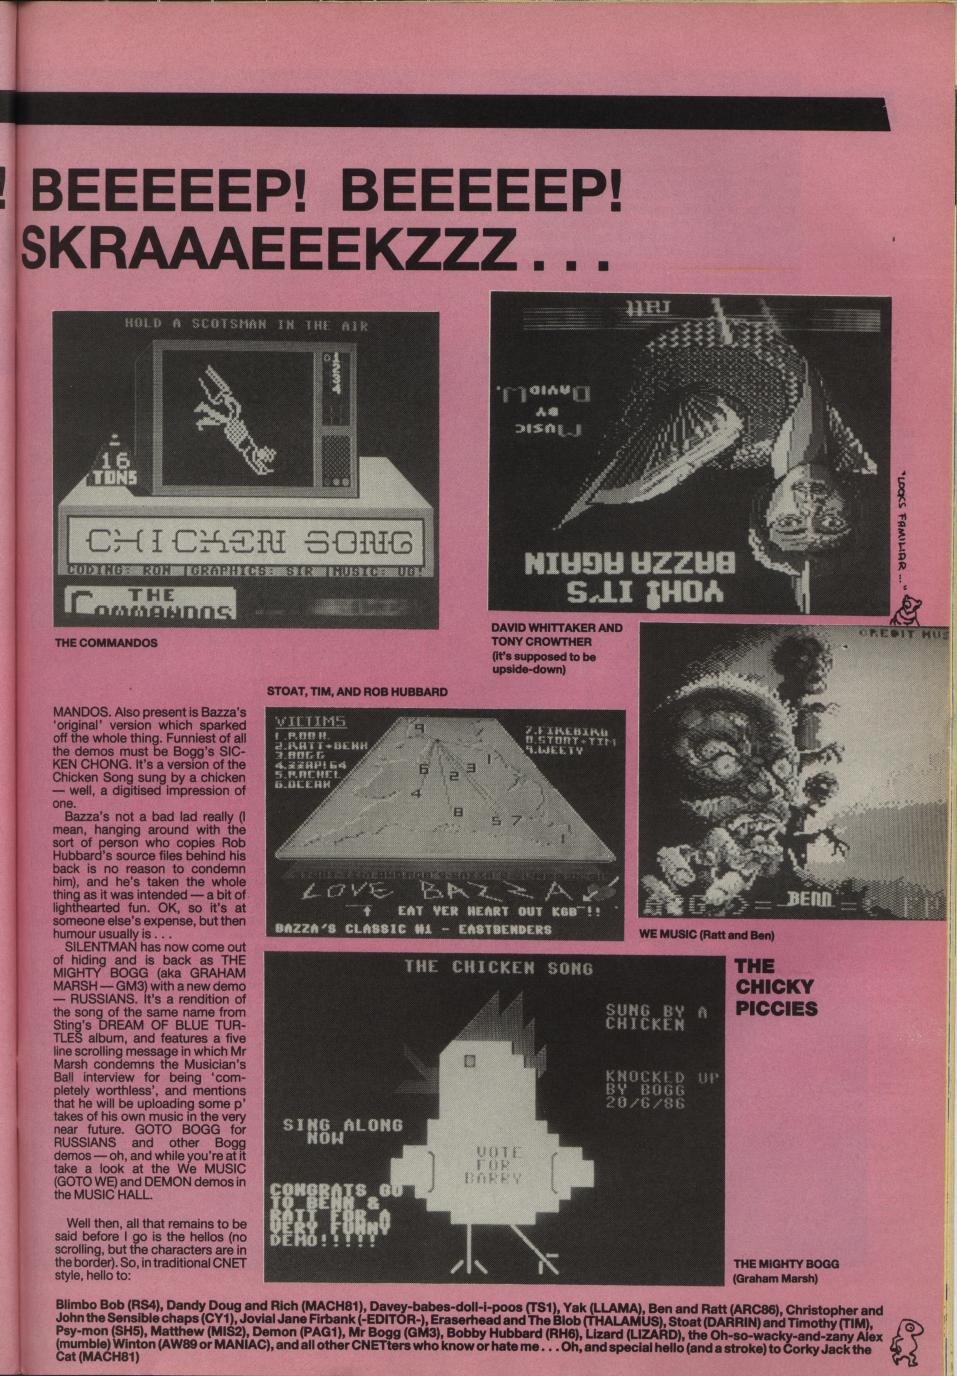 ! BEEEEEP! BEEEEEP!
SKRAAAEEEKZZZ . . .
HOLD A SCOTSMAN IN THE AIR
16
TONS
CHICKEN SONG
CODING: RON |GRAPHICS: SIR |MUSIC: UG!
THE
COMMANDOS
THE COMMANDOS
RATT
MUSIC
BY
DAVID W.
YOH! IT'S
BAZZA AGAIN
"LOOKS FAMILIAR ..."
DAVID WHITTAKER AND
TONY CROWTHER
(it's supposed to be
upside-down)
CREDIT MUS
BENN
WE MUSIC (Ratt and Ben)
STOAT, TIM, AND ROB HUBBARD
VICTIMS
1.ROB H.
2.RATT+BENN
3.BOGG
4.ZZAP!64
5.RACHEL
6.OCEAN
7.FIREBIRD
8.STOAT+TIM
9.WEETY
9
6
2
3
1
4
8
5
7
LOVE BAZZA
↑ EAT YER HEART OUT KGB !!
BAZZA'S CLASSIC #1 - EASTBENDERS
MANDOS. Also present is Bazza's
'original' version which sparked
off the whole thing. Funniest of all
the demos must be Bogg's SIC-
KEN CHONG. It's a version of the
Chicken Song sung by a chicken
— well, a digitised impression of
one.
Bazza's not a bad lad really (I
mean, hanging around with the
sort of person who copies Rob
Hubbard's source files behind his
back is no reason to condemn
him), and he's taken the whole
thing as it was intended — a bit of
lighthearted fun. OK, so it's at
someone else's expense, but then
humour usually is . . .
SILENTMAN has now come out
of hiding and is back as THE
MIGHTY BOGG (aka GRAHAM
MARSH — GM3) with a new demo
— RUSSIANS. It's a rendition of
the song of the same name from
Sting's DREAM OF BLUE TUR-
TLES album, and features a five
line scrolling message in which Mr
Marsh condemns the Musician's
Ball interview for being 'com-
pletely worthless', and mentions
that he will be uploading some p'
takes of his own music in the very
near future. GOTO BOGG for
RUSSIANS and other Bogg
demos — oh, and while you're at it
take a look at the We MUSIC
(GOTO WE) and DEMON demos in
the MUSIC HALL.
Well then, all that remains to be
said before I go is the hellos (no
scrolling, but the characters are in
the border). So, in traditional CNET
style, hello to:
THE CHICKEN SONG
SUNG BY A
CHICKEN
KNOCKED UP
BY BOGG
20/6/86
SING ALONG
NOW
VOTE
FOR
BARRY
CONGRATS GO
TO BENN &
RATT FOR A
VERY FUNNY
DEMO!!!!!
THE
CHICKY
PICCIES
THE MIGHTY BOGG
(Graham Marsh)
Blimbo Bob (RS4), Dandy Doug and Rich (MACH81), Davey-babes-doll-i-poos (TS1), Yak (LLAMA), Ben and Ratt (ARC86), Christopher and
John the Sensible chaps (CY1), Jovial Jane Firbank (-EDITOR-), Eraserhead and The Blob (THALAMUS), Stoat (DARRIN) and Timothy (TIM),
Psy-mon (SH5), Matthew (MIS2), Demon (PAG1), Mr Bogg (GM3), Bobby Hubbard (RH6), Lizard (LIZARD), the Oh-so-wacky-and-zany Alex
(mumble) Winton (AW89 or MANIAC), and all other CNETters who know or hate me . . . Oh, and special hello (and a stroke) to Corky Jack the
Cat (MACH81)